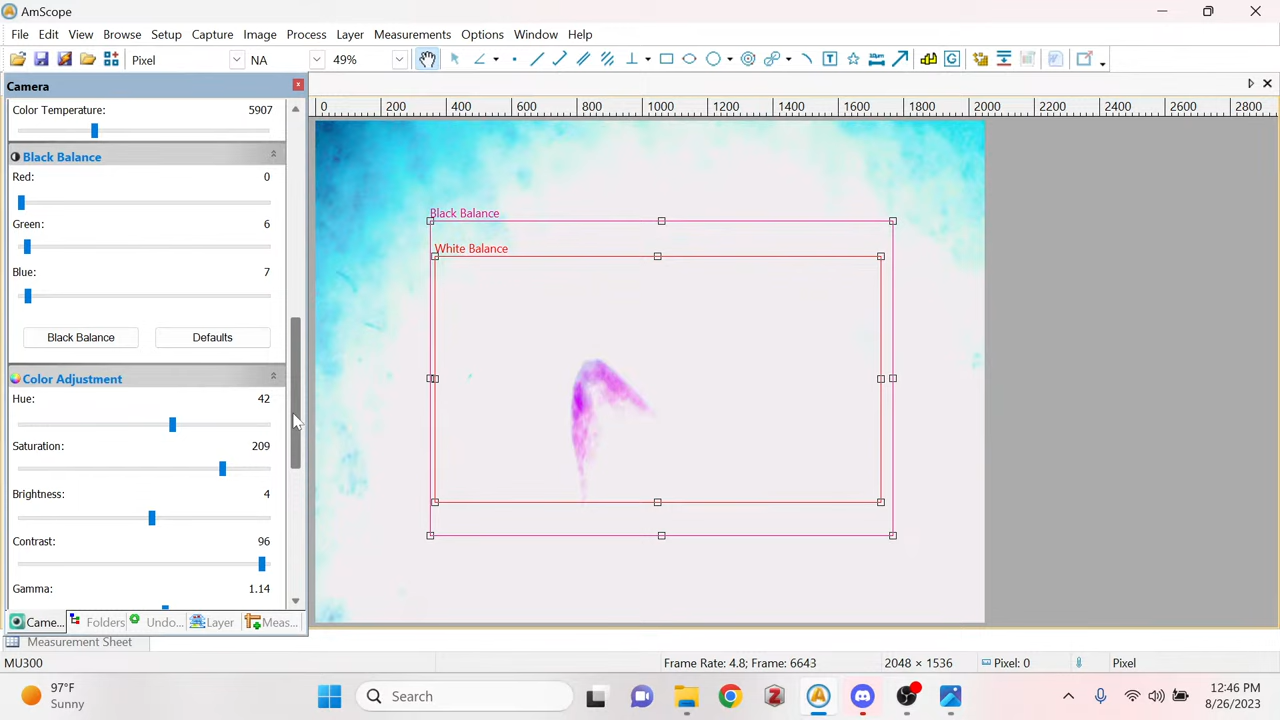 AmScope
File Edit View Browse Setup Capture Image Process Layer Measurements Options Window Help
Pixel NA 49%
Camera
Color Temperature: 5907
Black Balance
Red: 0
Green: 6
Blue: 7
Black Balance Defaults
Color Adjustment
Hue: 42
Saturation: 209
Brightness: 4
Contrast: 96
Gamma: 1.14
Came... Folders Undo... Layer Meas...
0 200 400 600 800 1000 1200 1400 1600 1800 2000 2200 2400 2600 2800
Black Balance
White Balance
Measurement Sheet
MU300 Frame Rate: 4.8; Frame: 6643 2048 × 1536 Pixel: 0 Pixel
97°F
Sunny
Search
12:46 PM
8/26/2023